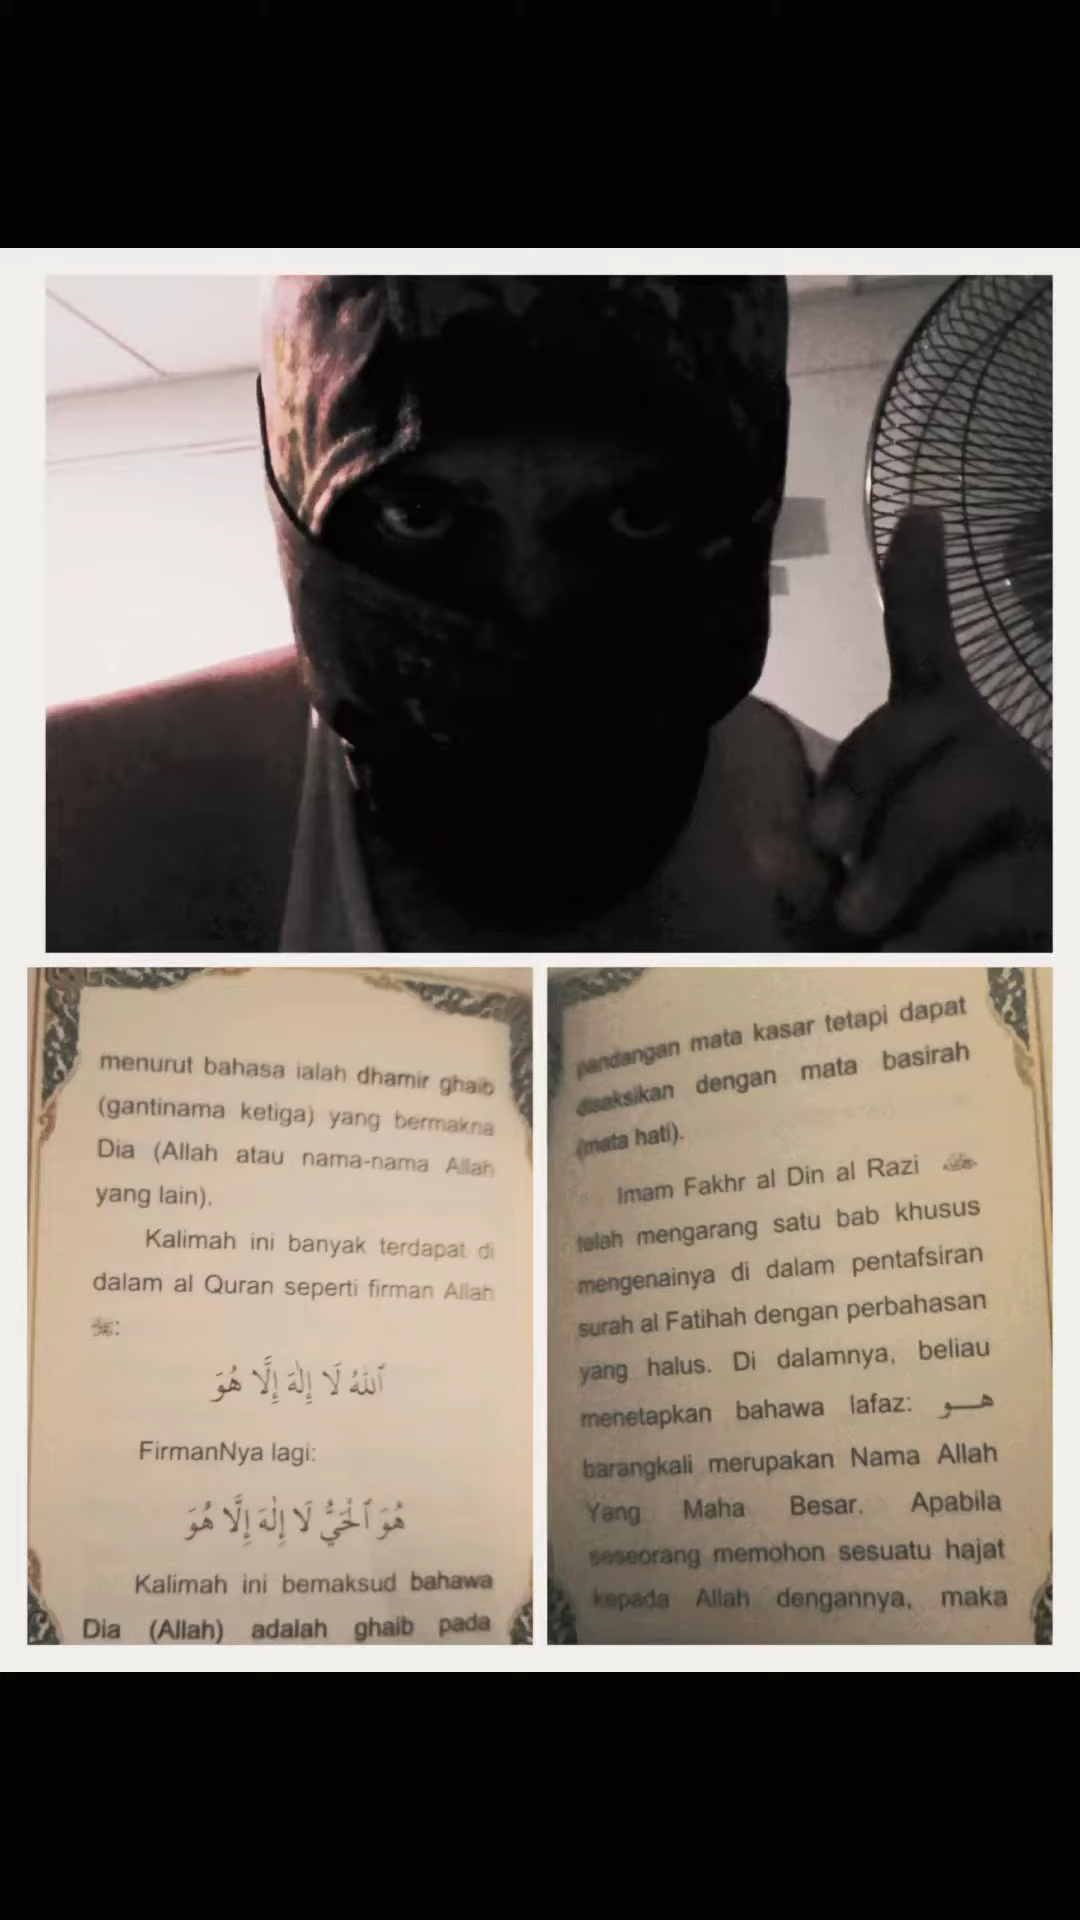 menurut bahasa ialah dhamir ghaib
(gantinama ketiga) yang bermakna
Dia (Allah atau nama-nama Allah
yang lain).
Kalimah ini banyak terdapat di
dalam al Quran seperti firman Allah
:
ٱللَّهُ لَا إِلَٰهَ إِلَّا هُوَ
FirmanNya lagi:
هُوَ ٱلْحَيُّ لَا إِلَٰهَ إِلَّا هُوَ
Kalimah ini bemaksud bahawa
Dia (Allah) adalah ghaib pada
pandangan mata kasar tetapi dapat
disaksikan dengan mata basirah
(mata hati).
Imam Fakhr al Din al Razi
telah mengarang satu bab khusus
mengenainya di dalam pentafsiran
surah al Fatihah dengan perbahasan
yang halus. Di dalamnya, beliau
menetapkan bahawa lafaz: هــو
barangkali merupakan Nama Allah
Yang Maha Besar. Apabila
seseorang memohon sesuatu hajat
kepada Allah dengannya, maka